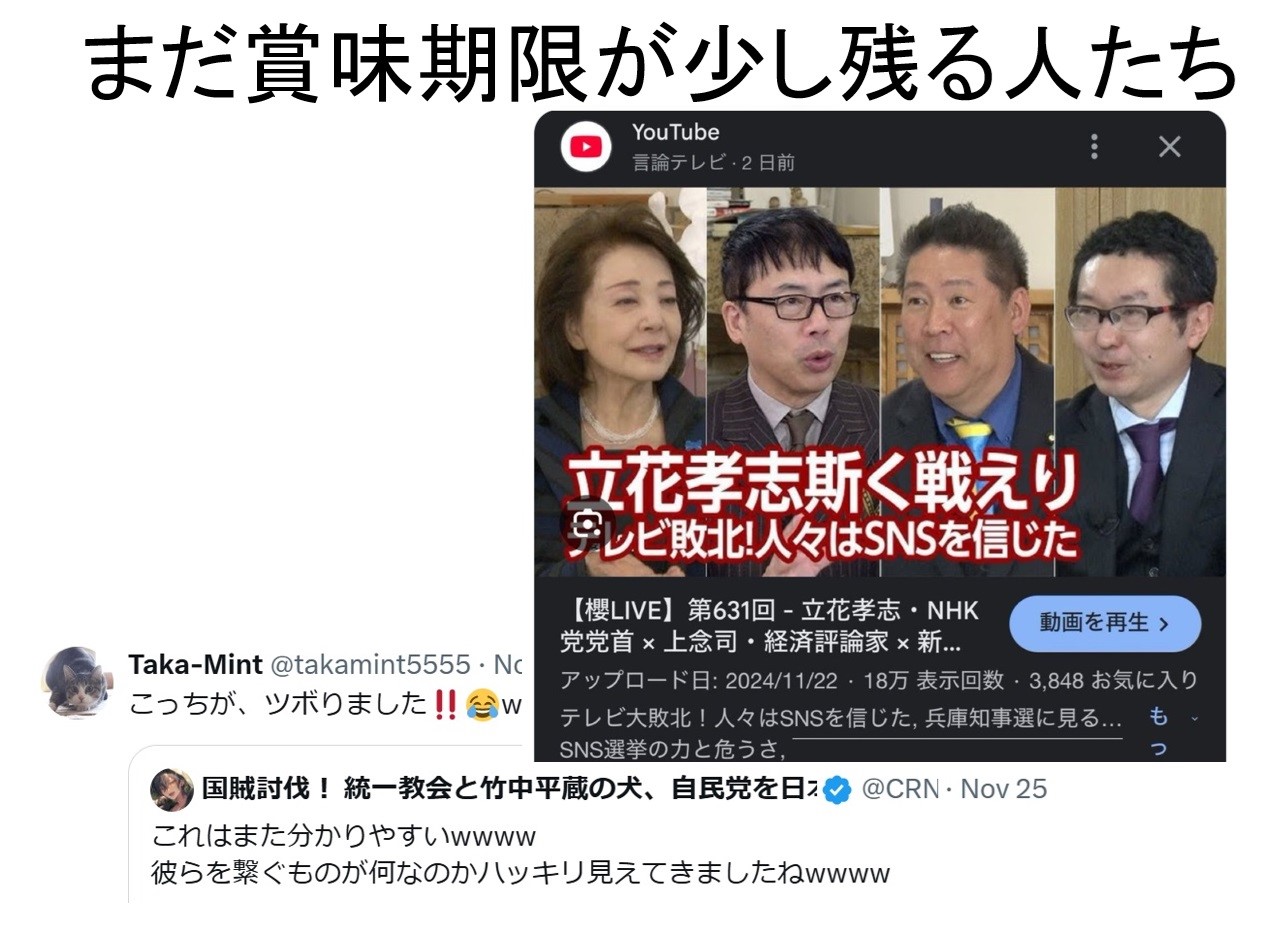 まだ賞味期限が少し残る人たち
YouTube
言論テレビ · 2 日前
立花孝志斯く戦えり
テレビ敗北!人々はSNSを信じた
【櫻LIVE】第631回 - 立花孝志・NHK
党党首 × 上念司・経済評論家 × 新...
動画を再生
アップロード日: 2024/11/22 · 18万 表示回数 · 3,848 お気に入り
テレビ大敗北！人々はSNSを信じた, 兵庫知事選に見る...
SNS選挙の力と危うさ,
もっ
Taka-Mint @takamint5555 · No
こっちが、ツボりました‼️😂w
国賊討伐！ 統一教会と竹中平蔵の犬、自民党を日 @CRN · Nov 25
これはまた分かりやすいwwww
彼らを繋ぐものが何なのかハッキリ見えてきましたねwwww